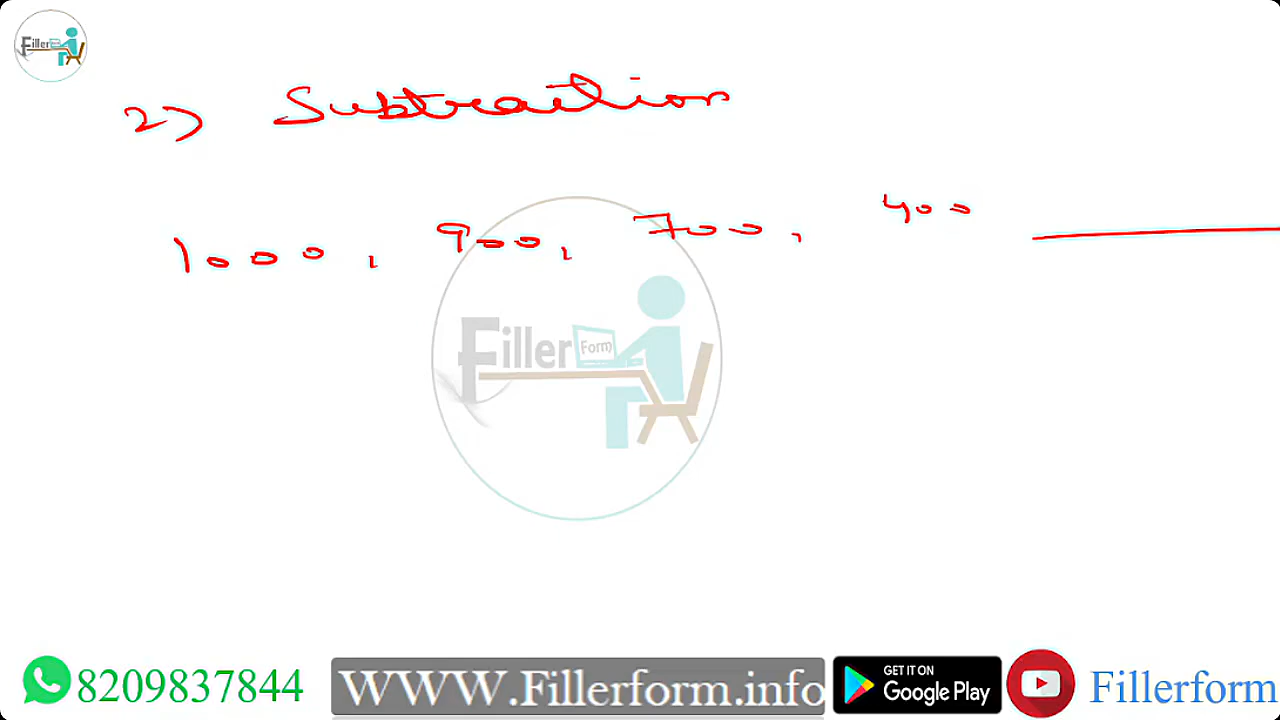 Filler
2) Subtraction
1000, 900, 700, 400
Filler Form
8209837844
WWW.Fillerform.info
GET IT ON
Google Play
Fillerform